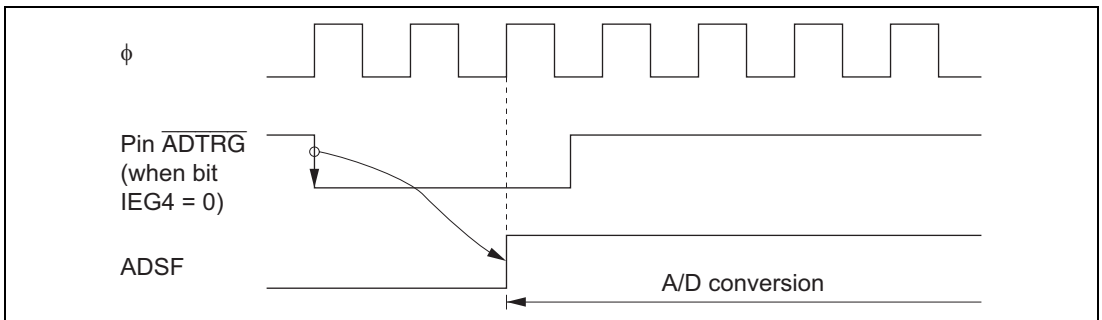 ϕ
Pin ADTRG
(when bit
IEG4 = 0)
ADSF
A/D conversion